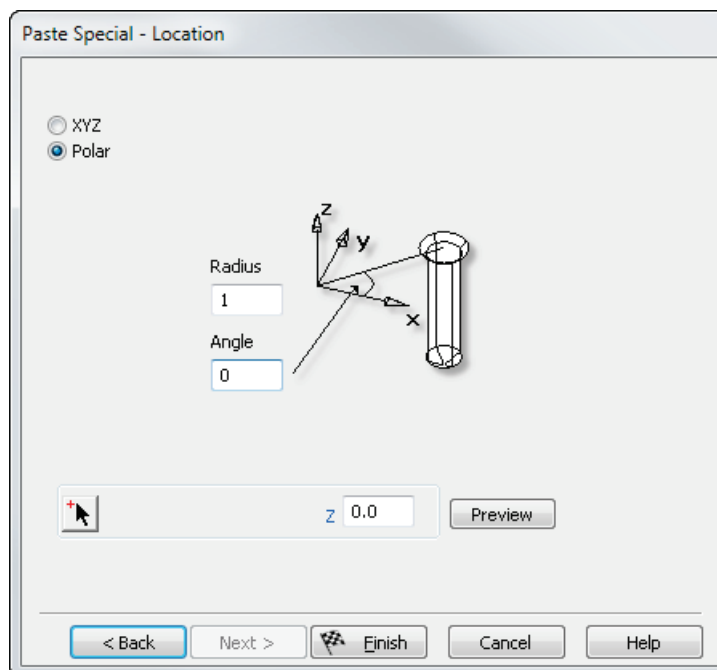 Paste Special - Location
XYZ
Polar
z
y
Radius
1
x
Angle
0
Z 0.0 Preview
< Back Next > Finish Cancel Help